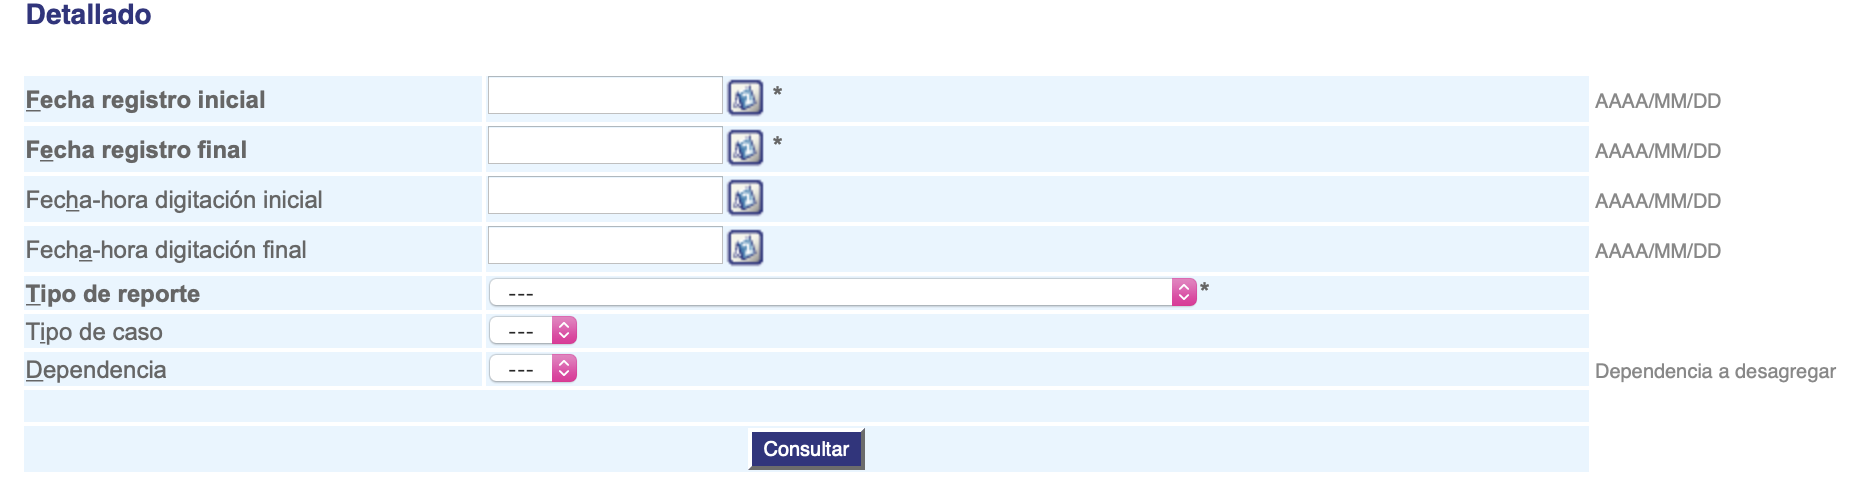 Detallado
Fecha registro inicial * AAAA/MM/DD
Fecha registro final * AAAA/MM/DD
Fecha-hora digitación inicial AAAA/MM/DD
Fecha-hora digitación final AAAA/MM/DD
Tipo de reporte --- *
Tipo de caso ---
Dependencia --- Dependencia a desagregar
Consultar